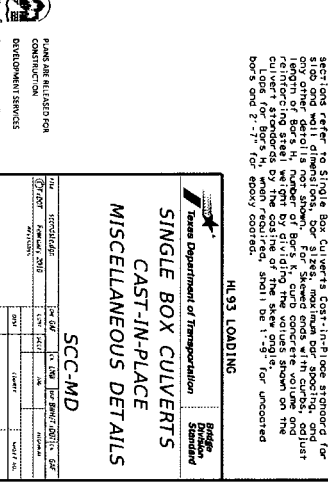 sections refer to Single Box Culverts Cost-in-Place standard for
slab and wall dimensions, bar sizes, maximum bar spacing, and
any other details not shown. For Skewed ends with curbs, adjust
length of Bars H, number of Bars K, curb concrete volume and
reinforcing steel weight by dividing the values shown on the
culvert standards by the cosine of the skew angle.
Laps for Bars H, when required, shall be 1'-9" for uncoated
bars and 2'-7" for epoxy coated.
HL93 LOADING
Texas Department of Transportation
Bridge
Division
Standard
SINGLE BOX CULVERTS
CAST-IN-PLACE
MISCELLANEOUS DETAILS
SCC-MD
©TxDOT February 2010
PLANS ARE RELEASED FOR
CONSTRUCTION
DEVELOPMENT SERVICES